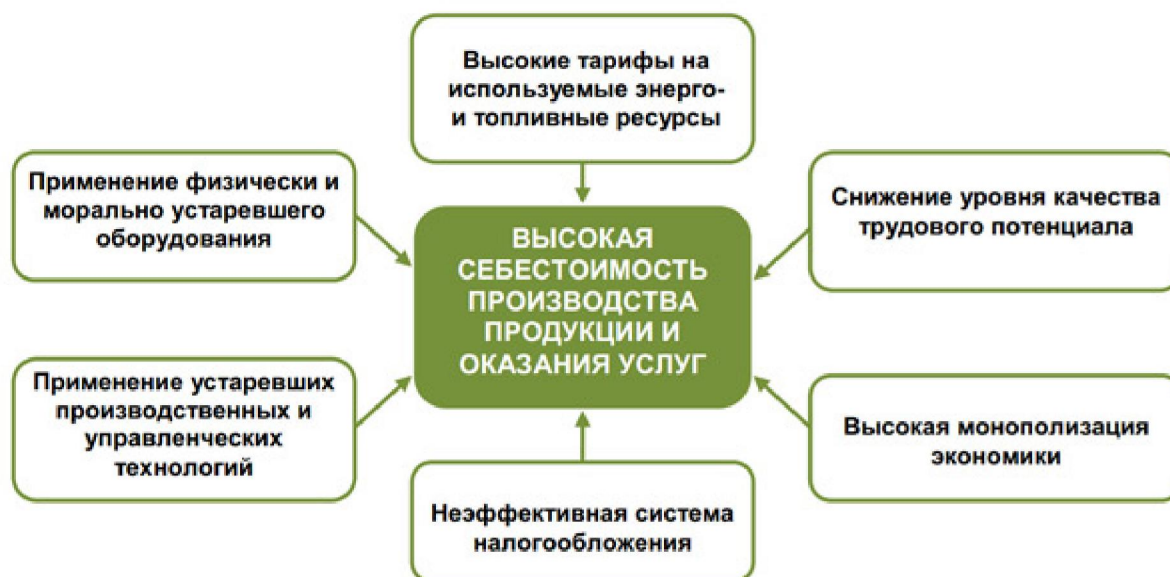 Высокие тарифы на
используемые энерго-
и топливные ресурсы
Применение физически и
морально устаревшего
оборудования
Снижение уровня качества
трудового потенциала
ВЫСОКАЯ
СЕБЕСТОИМОСТЬ
ПРОИЗВОДСТВА
ПРОДУКЦИИ И
ОКАЗАНИЯ УСЛУГ
Применение устаревших
производственных и
управленческих
технологий
Высокая монополизация
экономики
Неэффективная система
налогообложения